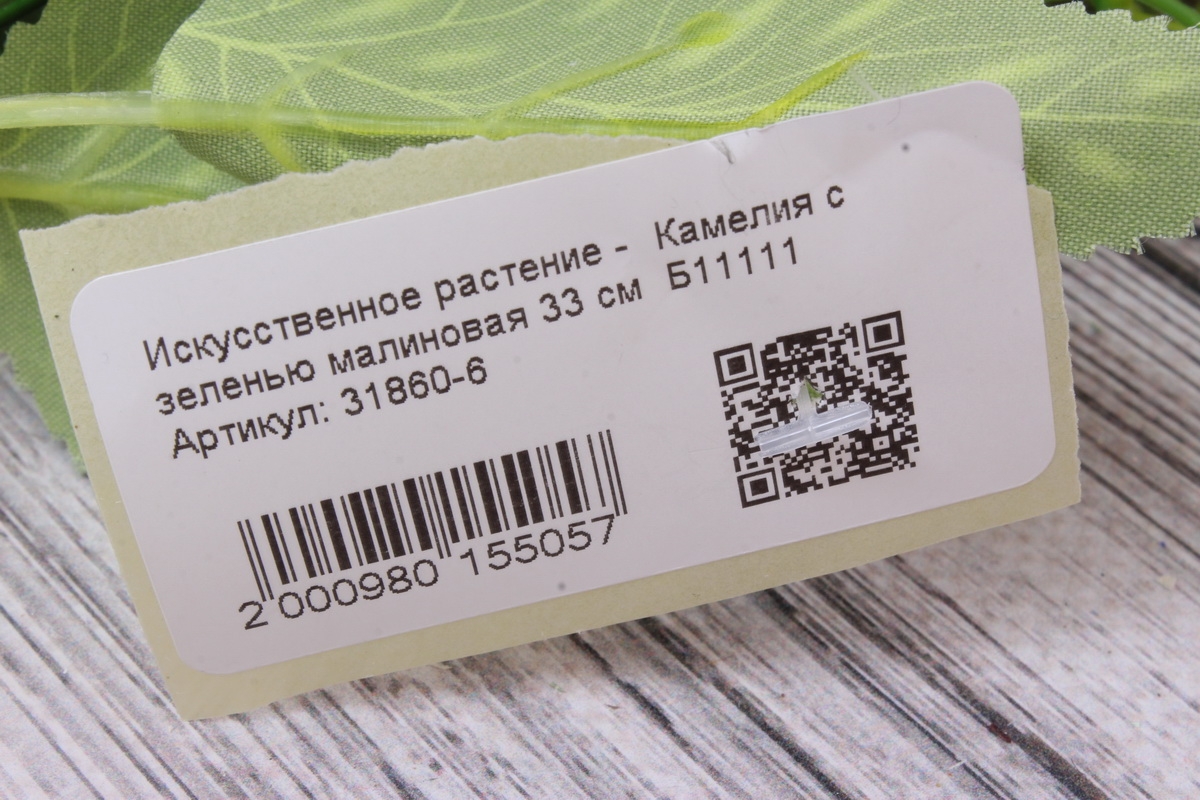 Искусственное растение - Камелия с
зеленью малиновая 33 см Б11111
Артикул: 31860-6
2 000980 155057